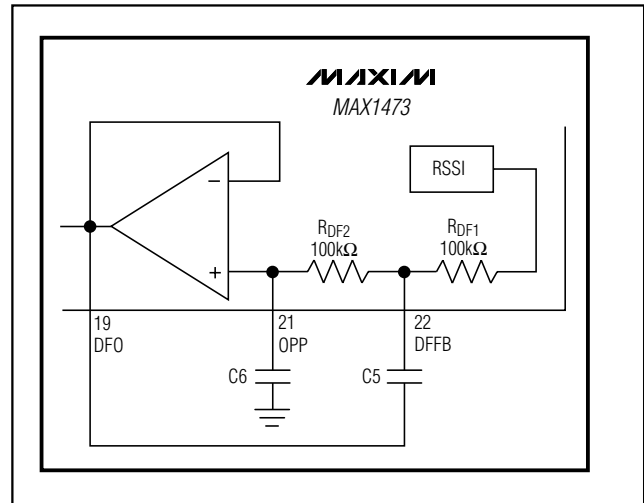 MAXIM
MAX1473
RSSI
RDF2
100kΩ
RDF1
100kΩ
−
+
19
DFO
21
OPP
22
DFFB
C6
C5